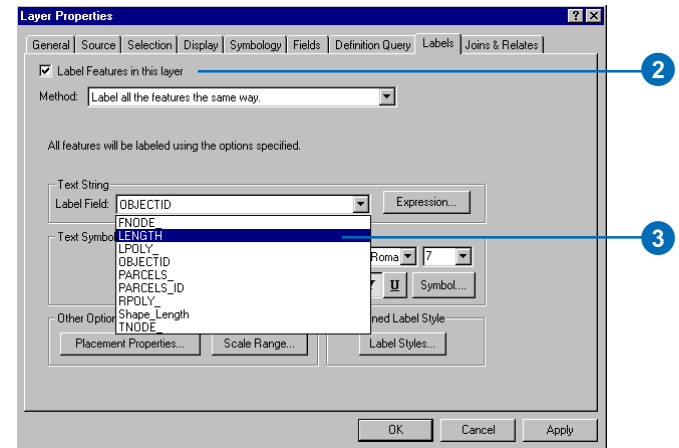 Layer Properties
General Source Selection Display Symbology Fields Definition Query Labels Joins & Relates
Label Features in this layer
2
Method: Label all the features the same way.
All features will be labeled using the options specified.
Text String
Label Field: OBJECTID Expression...
FNODE_
Text Symbo LENGTH
3
LPOLY_
Roma 7
OBJECTID
PARCELS_
PARCELS_ID
U Symbol....
RPOLY_
Other Option Shape_Length ned Label Style
TNODE_
Placement Properties... Scale Range... Label Styles...
OK Cancel Apply